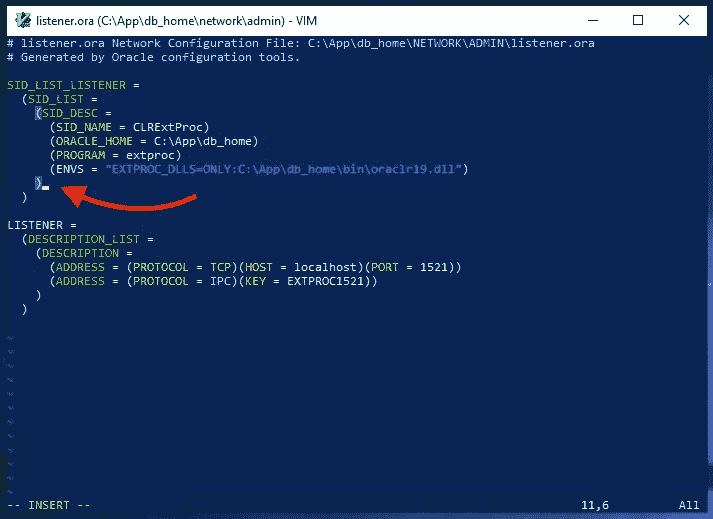 listener.ora (C:\App\db_home\network\admin) - VIM
# listener.ora Network Configuration File: C:\App\db_home\NETWORK\ADMIN\listener.ora
# Generated by Oracle configuration tools.
SID_LIST_LISTENER =
(SID_LIST =
(SID_DESC =
(SID_NAME = CLRExtProc)
(ORACLE_HOME = C:\App\db_home)
(PROGRAM = extproc)
(ENVS = "EXTPROC_DLLS=ONLY:C:\App\db_home\bin\oraclr19.dll")
)
)
LISTENER =
(DESCRIPTION_LIST =
(DESCRIPTION =
(ADDRESS = (PROTOCOL = TCP)(HOST = localhost)(PORT = 1521))
(ADDRESS = (PROTOCOL = IPC)(KEY = EXTPROC1521))
)
)
~
~
~
~
~
~
~
~
~
~
~
~
-- INSERT -- 11,6 All